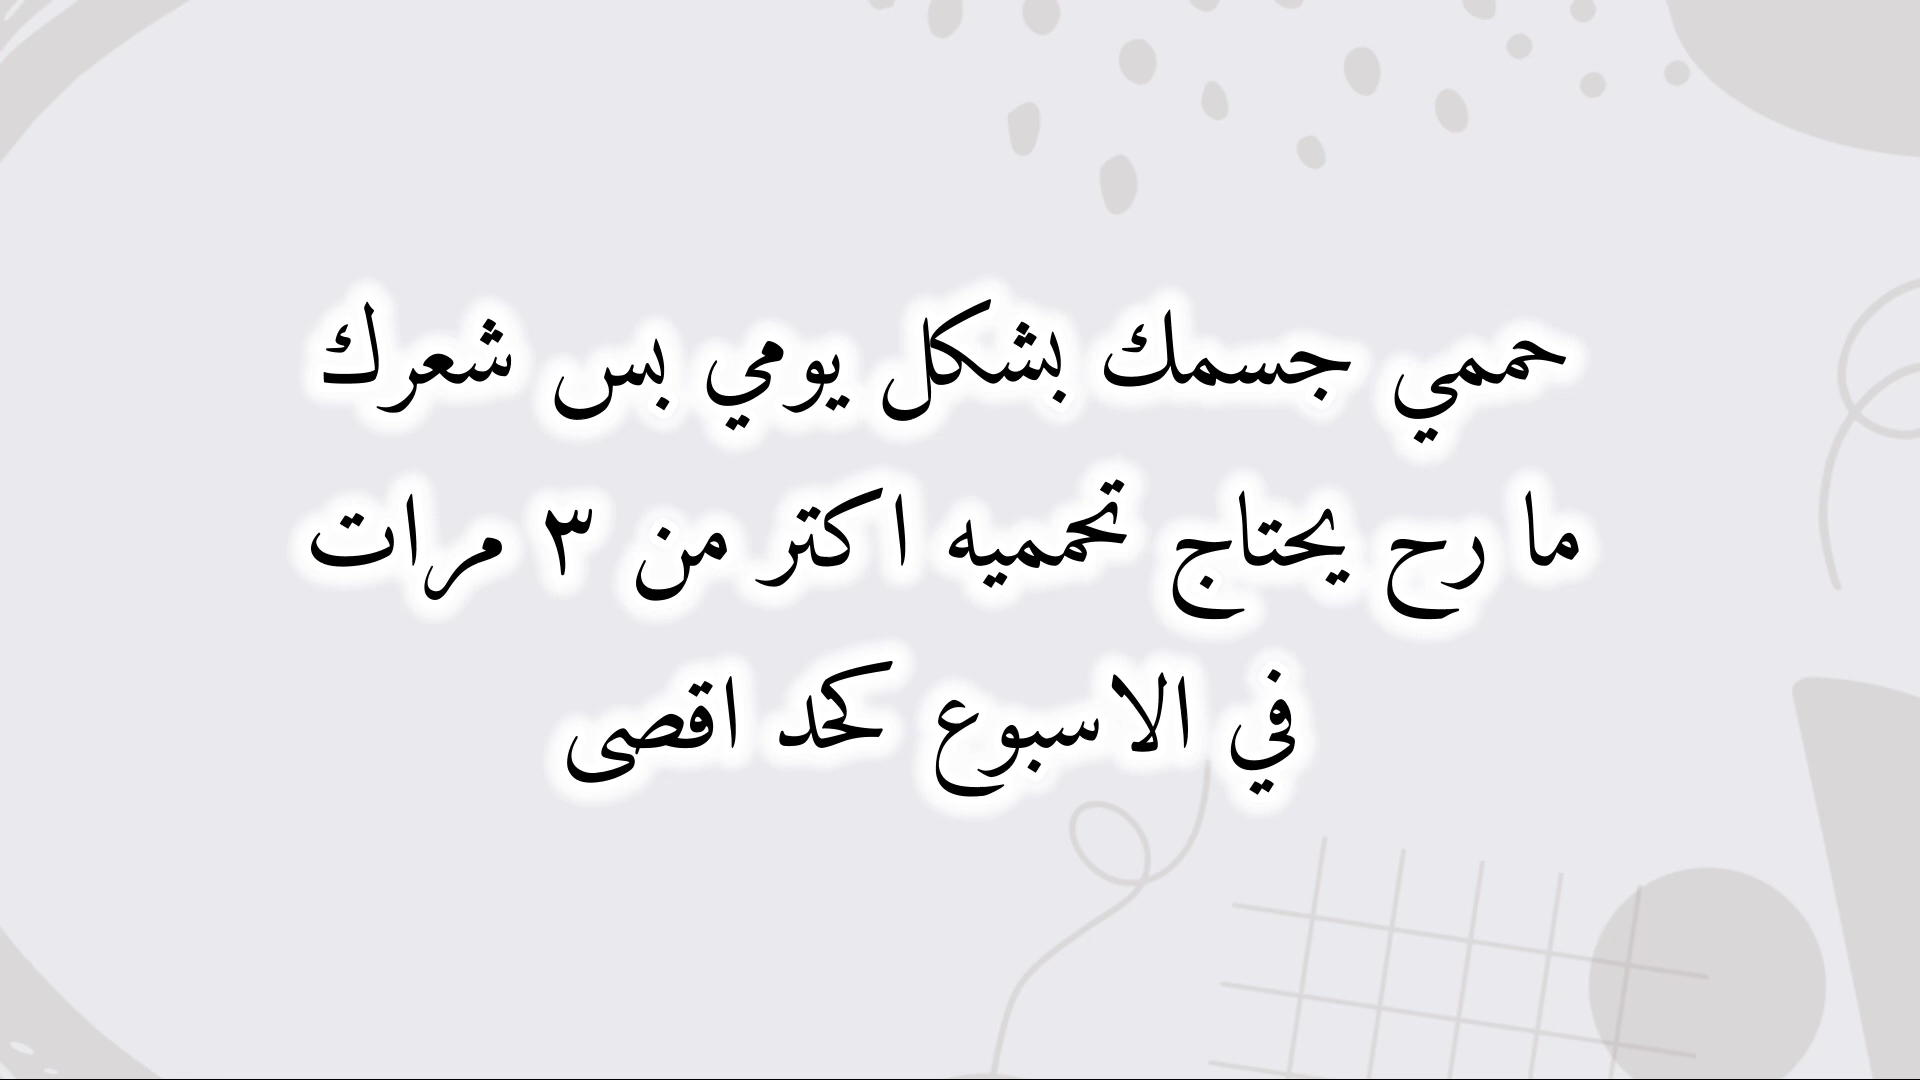 حممي جسمك بشكل يومي بس شعرك
ما رح يحتاج تحمميه اكتر من ٣ مرات
في الاسبوع كحد اقصى